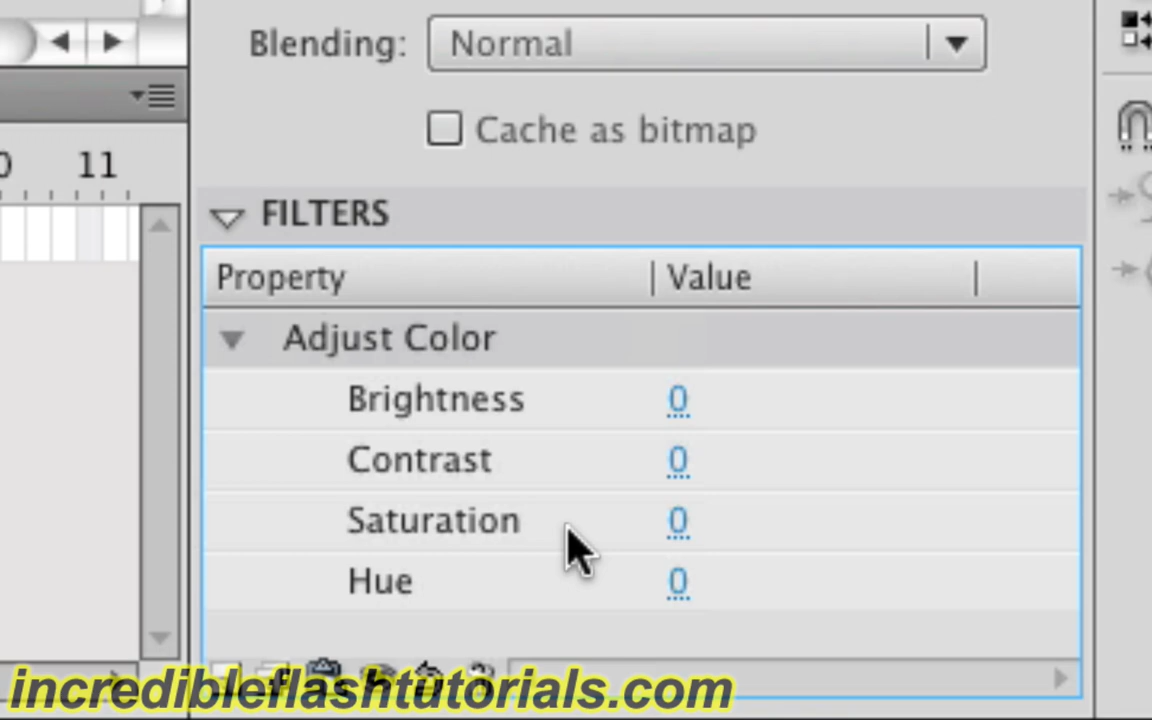 Blending: Normal
Cache as bitmap
11
FILTERS
Property Value
Adjust Color
Brightness 0
Contrast 0
Saturation 0
Hue 0
incredibleflashtutorials.com